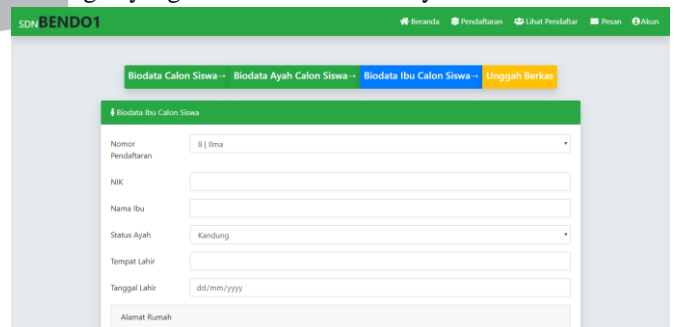 SDN BENDO1 Beranda Pendaftaran Lihat Pendaftar Pesan Akun
Biodata Calon Siswa→ Biodata Ayah Calon Siswa→ Biodata Ibu Calon Siswa→ Unggah Berkas
Biodata Ibu Calon Siswa
Nomor Pendaftaran 8 | Ilma
NIK
Nama Ibu
Status Ayah Kandung
Tempat Lahir
Tanggal Lahir dd/mm/yyyy
Alamat Rumah